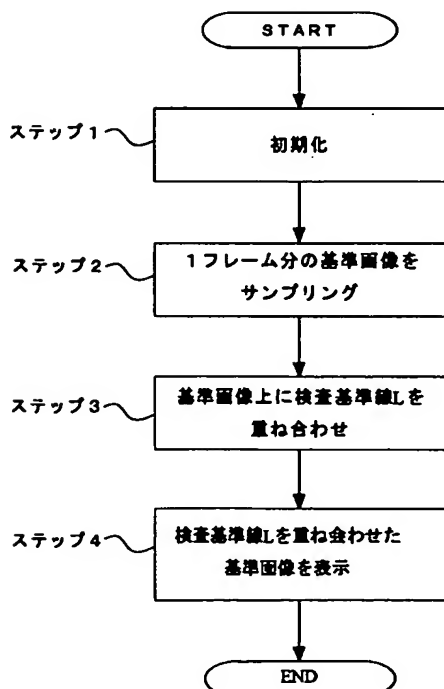 START
ステップ1
初期化
ステップ2
1フレーム分の基準画像を
サンプリング
ステップ3
基準画像上に検査基準線Lを
重ね合わせ
ステップ4
検査基準線Lを重ね会わせた
基準画像を表示
END